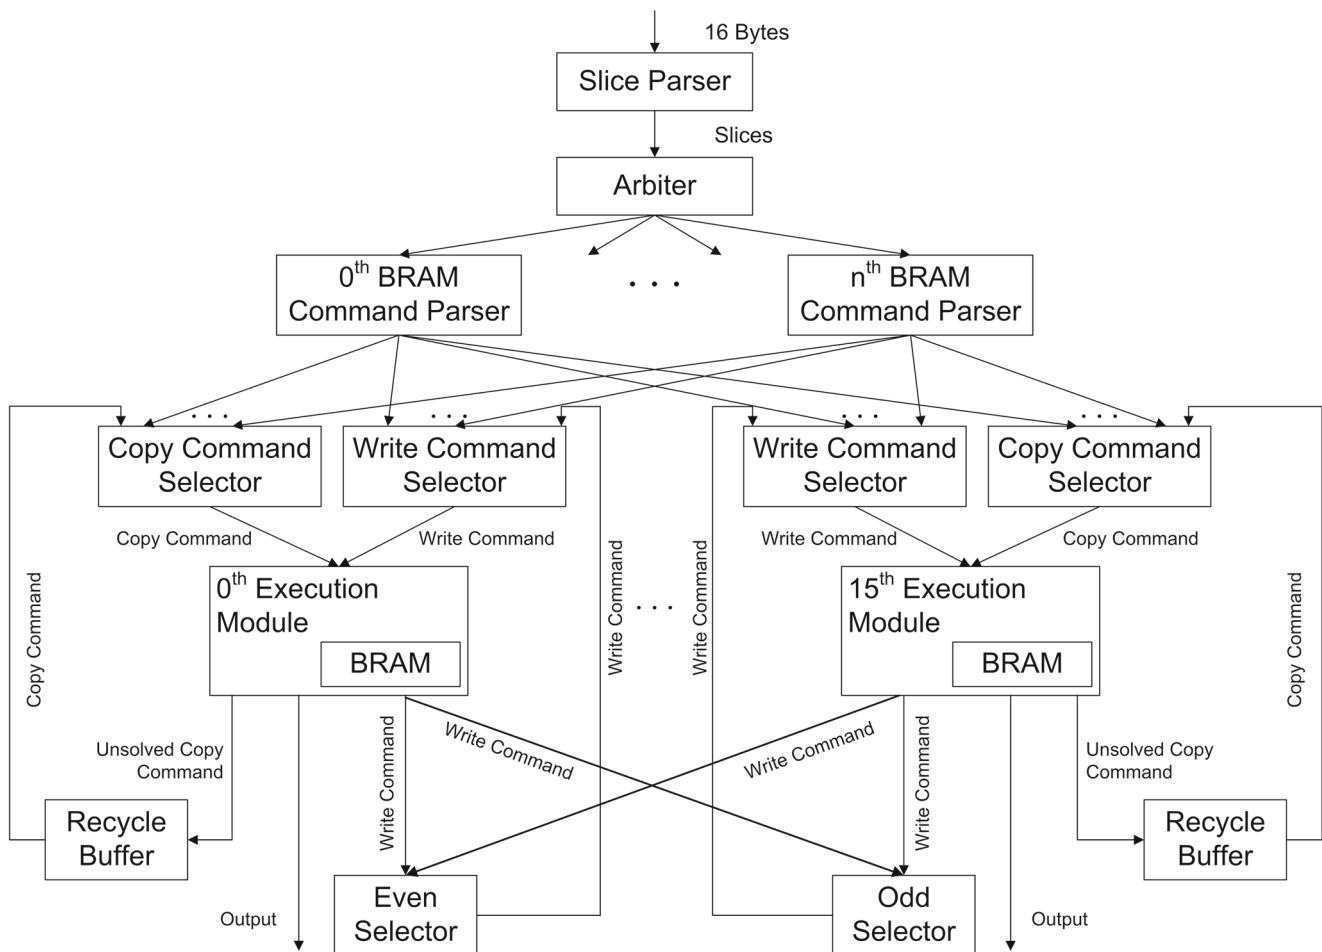 16 Bytes
Slice Parser
Slices
Arbiter
0th BRAM
Command Parser
. . .
nth BRAM
Command Parser
. . .
. . .
. . .
. . .
Copy Command
Selector
Write Command
Selector
Write Command
Selector
Copy Command
Selector
Copy Command
Write Command
Write Command
Copy Command
0th Execution
Module
BRAM
15th Execution
Module
BRAM
Copy Command
Write Command
. . .
Write Command
Copy Command
Unsolved Copy
Command
Write Command
Write Command
Write Command
Write Command
Unsolved Copy
Command
Recycle
Buffer
Recycle
Buffer
Even
Selector
Odd
Selector
Output
Output